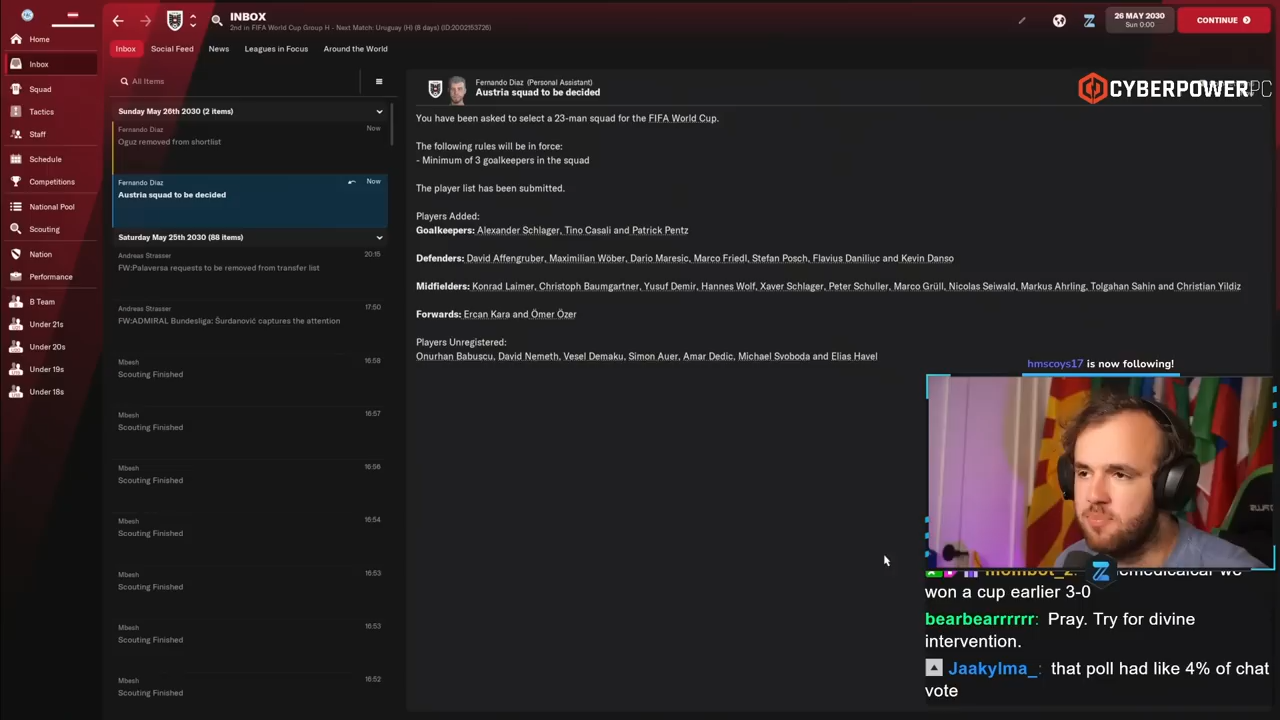 INBOX
2nd in FIFA World Cup Group H - Next Match: Uruguay (H) (8 days) (ID:2002153726)
26 MAY 2030
Sun 0:00
CONTINUE
Home
Inbox
Squad
Tactics
Staff
Schedule
Competitions
National Pool
Scouting
Nation
Performance
B Team
Under 21s
Under 20s
Under 19s
Under 18s
Inbox
Social Feed
News
Leagues in Focus
Around the World
All Items
Sunday May 26th 2030 (2 items)
Fernando Diaz
Now
Oguz removed from shortlist
Fernando Diaz
Now
Austria squad to be decided
Saturday May 25th 2030 (88 items)
Andreas Strasser
20:15
FW:Palaversa requests to be removed from transfer list
Andreas Strasser
17:50
FW:ADMIRAL Bundesliga: Šurdanović captures the attention
Mbesh
16:58
Scouting Finished
Mbesh
16:57
Scouting Finished
Mbesh
16:56
Scouting Finished
Mbesh
16:54
Scouting Finished
Mbesh
16:53
Scouting Finished
Mbesh
16:53
Scouting Finished
Mbesh
16:52
Scouting Finished
Fernando Diaz (Personal Assistant)
Austria squad to be decided
CYBERPOWERPC
You have been asked to select a 23-man squad for the FIFA World Cup.
The following rules will be in force:
- Minimum of 3 goalkeepers in the squad
The player list has been submitted.
Players Added:
Goalkeepers: Alexander Schlager, Tino Casali and Patrick Pentz
Defenders: David Affengruber, Maximilian Wöber, Dario Maresic, Marco Friedl, Stefan Posch, Flavius Daniliuc and Kevin Danso
Midfielders: Konrad Laimer, Christoph Baumgartner, Yusuf Demir, Hannes Wolf, Xaver Schlager, Peter Schuller, Marco Grüll, Nicolas Seiwald, Markus Ahrling, Tolgahan Sahin and Christian Yildiz
Forwards: Ercan Kara and Ömer Özer
Players Unregistered:
Onurhan Babuscu, David Nemeth, Vesel Demaku, Simon Auer, Amar Dedic, Michael Svoboda and Elias Havel
hmscoys17 is now following!
won a cup earlier 3-0
bearbearrrrrr: Pray. Try for divine
intervention.
Jaakylma_: that poll had like 4% of chat
vote